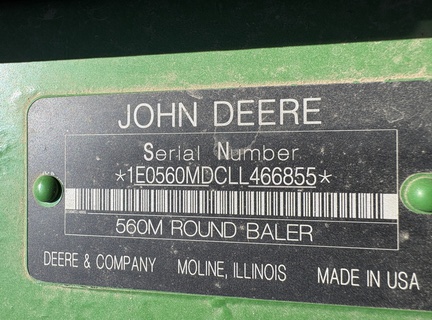 JOHN DEERE
Serial Number
*1E0560MDCLL466855*
560M ROUND BALER
DEERE & COMPANY MOLINE, ILLINOIS MADE IN USA